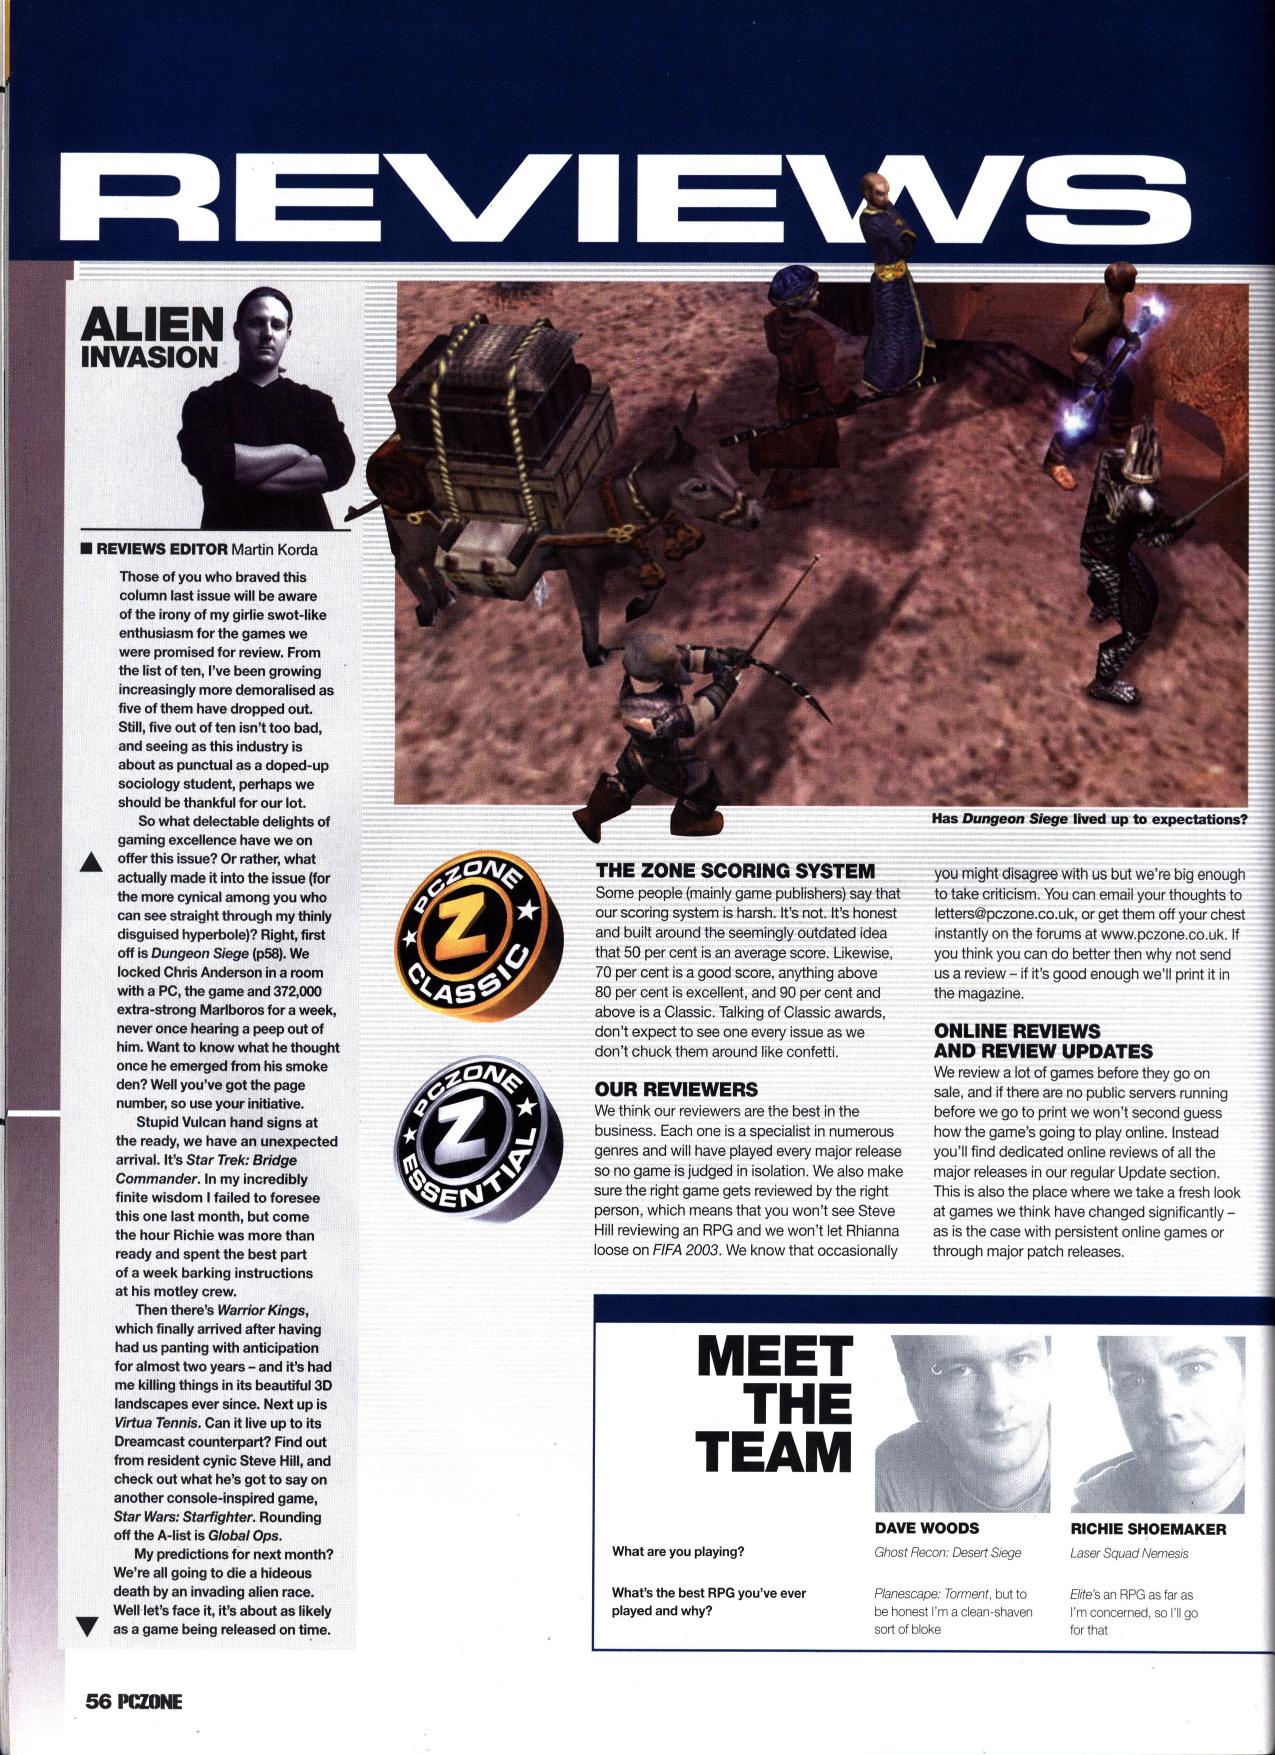 REVIEWS
ALIEN
INVASION
■ REVIEWS EDITOR Martin Korda
Those of you who braved this
column last issue will be aware
of the irony of my girlie swot-like
enthusiasm for the games we
were promised for review. From
the list of ten, I've been growing
increasingly more demoralised as
five of them have dropped out.
Still, five out of ten isn't too bad,
and seeing as this industry is
about as punctual as a doped-up
sociology student, perhaps we
should be thankful for our lot.
So what delectable delights of
gaming excellence have we on
offer this issue? Or rather, what
actually made it into the issue (for
the more cynical among you who
can see straight through my thinly
disguised hyperbole)? Right, first
off is Dungeon Siege (p58). We
locked Chris Anderson in a room
with a PC, the game and 372,000
extra-strong Marlboros for a week,
never once hearing a peep out of
him. Want to know what he thought
once he emerged from his smoke
den? Well you've got the page
number, so use your initiative.
Stupid Vulcan hand signs at
the ready, we have an unexpected
arrival. It's Star Trek: Bridge
Commander. In my incredibly
finite wisdom I failed to foresee
this one last month, but come
the hour Richie was more than
ready and spent the best part
of a week barking instructions
at his motley crew.
Then there's Warrior Kings,
which finally arrived after having
had us panting with anticipation
for almost two years – and it's had
me killing things in its beautiful 3D
landscapes ever since. Next up is
Virtua Tennis. Can it live up to its
Dreamcast counterpart? Find out
from resident cynic Steve Hill, and
check out what he's got to say on
another console-inspired game,
Star Wars: Starfighter. Rounding
off the A-list is Global Ops.
My predictions for next month?
We're all going to die a hideous
death by an invading alien race.
Well let's face it, it's about as likely
as a game being released on time.
Has Dungeon Siege lived up to expectations?
PCZONE
Z
CLASSIC
PCZONE
Z
ESSENTIAL
THE ZONE SCORING SYSTEM
Some people (mainly game publishers) say that
our scoring system is harsh. It's not. It's honest
and built around the seemingly outdated idea
that 50 per cent is an average score. Likewise,
70 per cent is a good score, anything above
80 per cent is excellent, and 90 per cent and
above is a Classic. Talking of Classic awards,
don't expect to see one every issue as we
don't chuck them around like confetti.
OUR REVIEWERS
We think our reviewers are the best in the
business. Each one is a specialist in numerous
genres and will have played every major release
so no game is judged in isolation. We also make
sure the right game gets reviewed by the right
person, which means that you won't see Steve
Hill reviewing an RPG and we won't let Rhianna
loose on FIFA 2003. We know that occasionally
you might disagree with us but we're big enough
to take criticism. You can email your thoughts to
letters@pczone.co.uk, or get them off your chest
instantly on the forums at www.pczone.co.uk. If
you think you can do better then why not send
us a review – if it's good enough we'll print it in
the magazine.
ONLINE REVIEWS
AND REVIEW UPDATES
We review a lot of games before they go on
sale, and if there are no public servers running
before we go to print we won't second guess
how the game's going to play online. Instead
you'll find dedicated online reviews of all the
major releases in our regular Update section.
This is also the place where we take a fresh look
at games we think have changed significantly –
as is the case with persistent online games or
through major patch releases.
MEET
THE
TEAM
DAVE WOODS
RICHIE SHOEMAKER
What are you playing?
Ghost Recon: Desert Siege
Laser Squad Nemesis
What's the best RPG you've ever
played and why?
Planescape: Torment, but to
be honest I'm a clean-shaven
sort of bloke
Elite's an RPG as far as
I'm concerned, so I'll go
for that
56 PCZONE